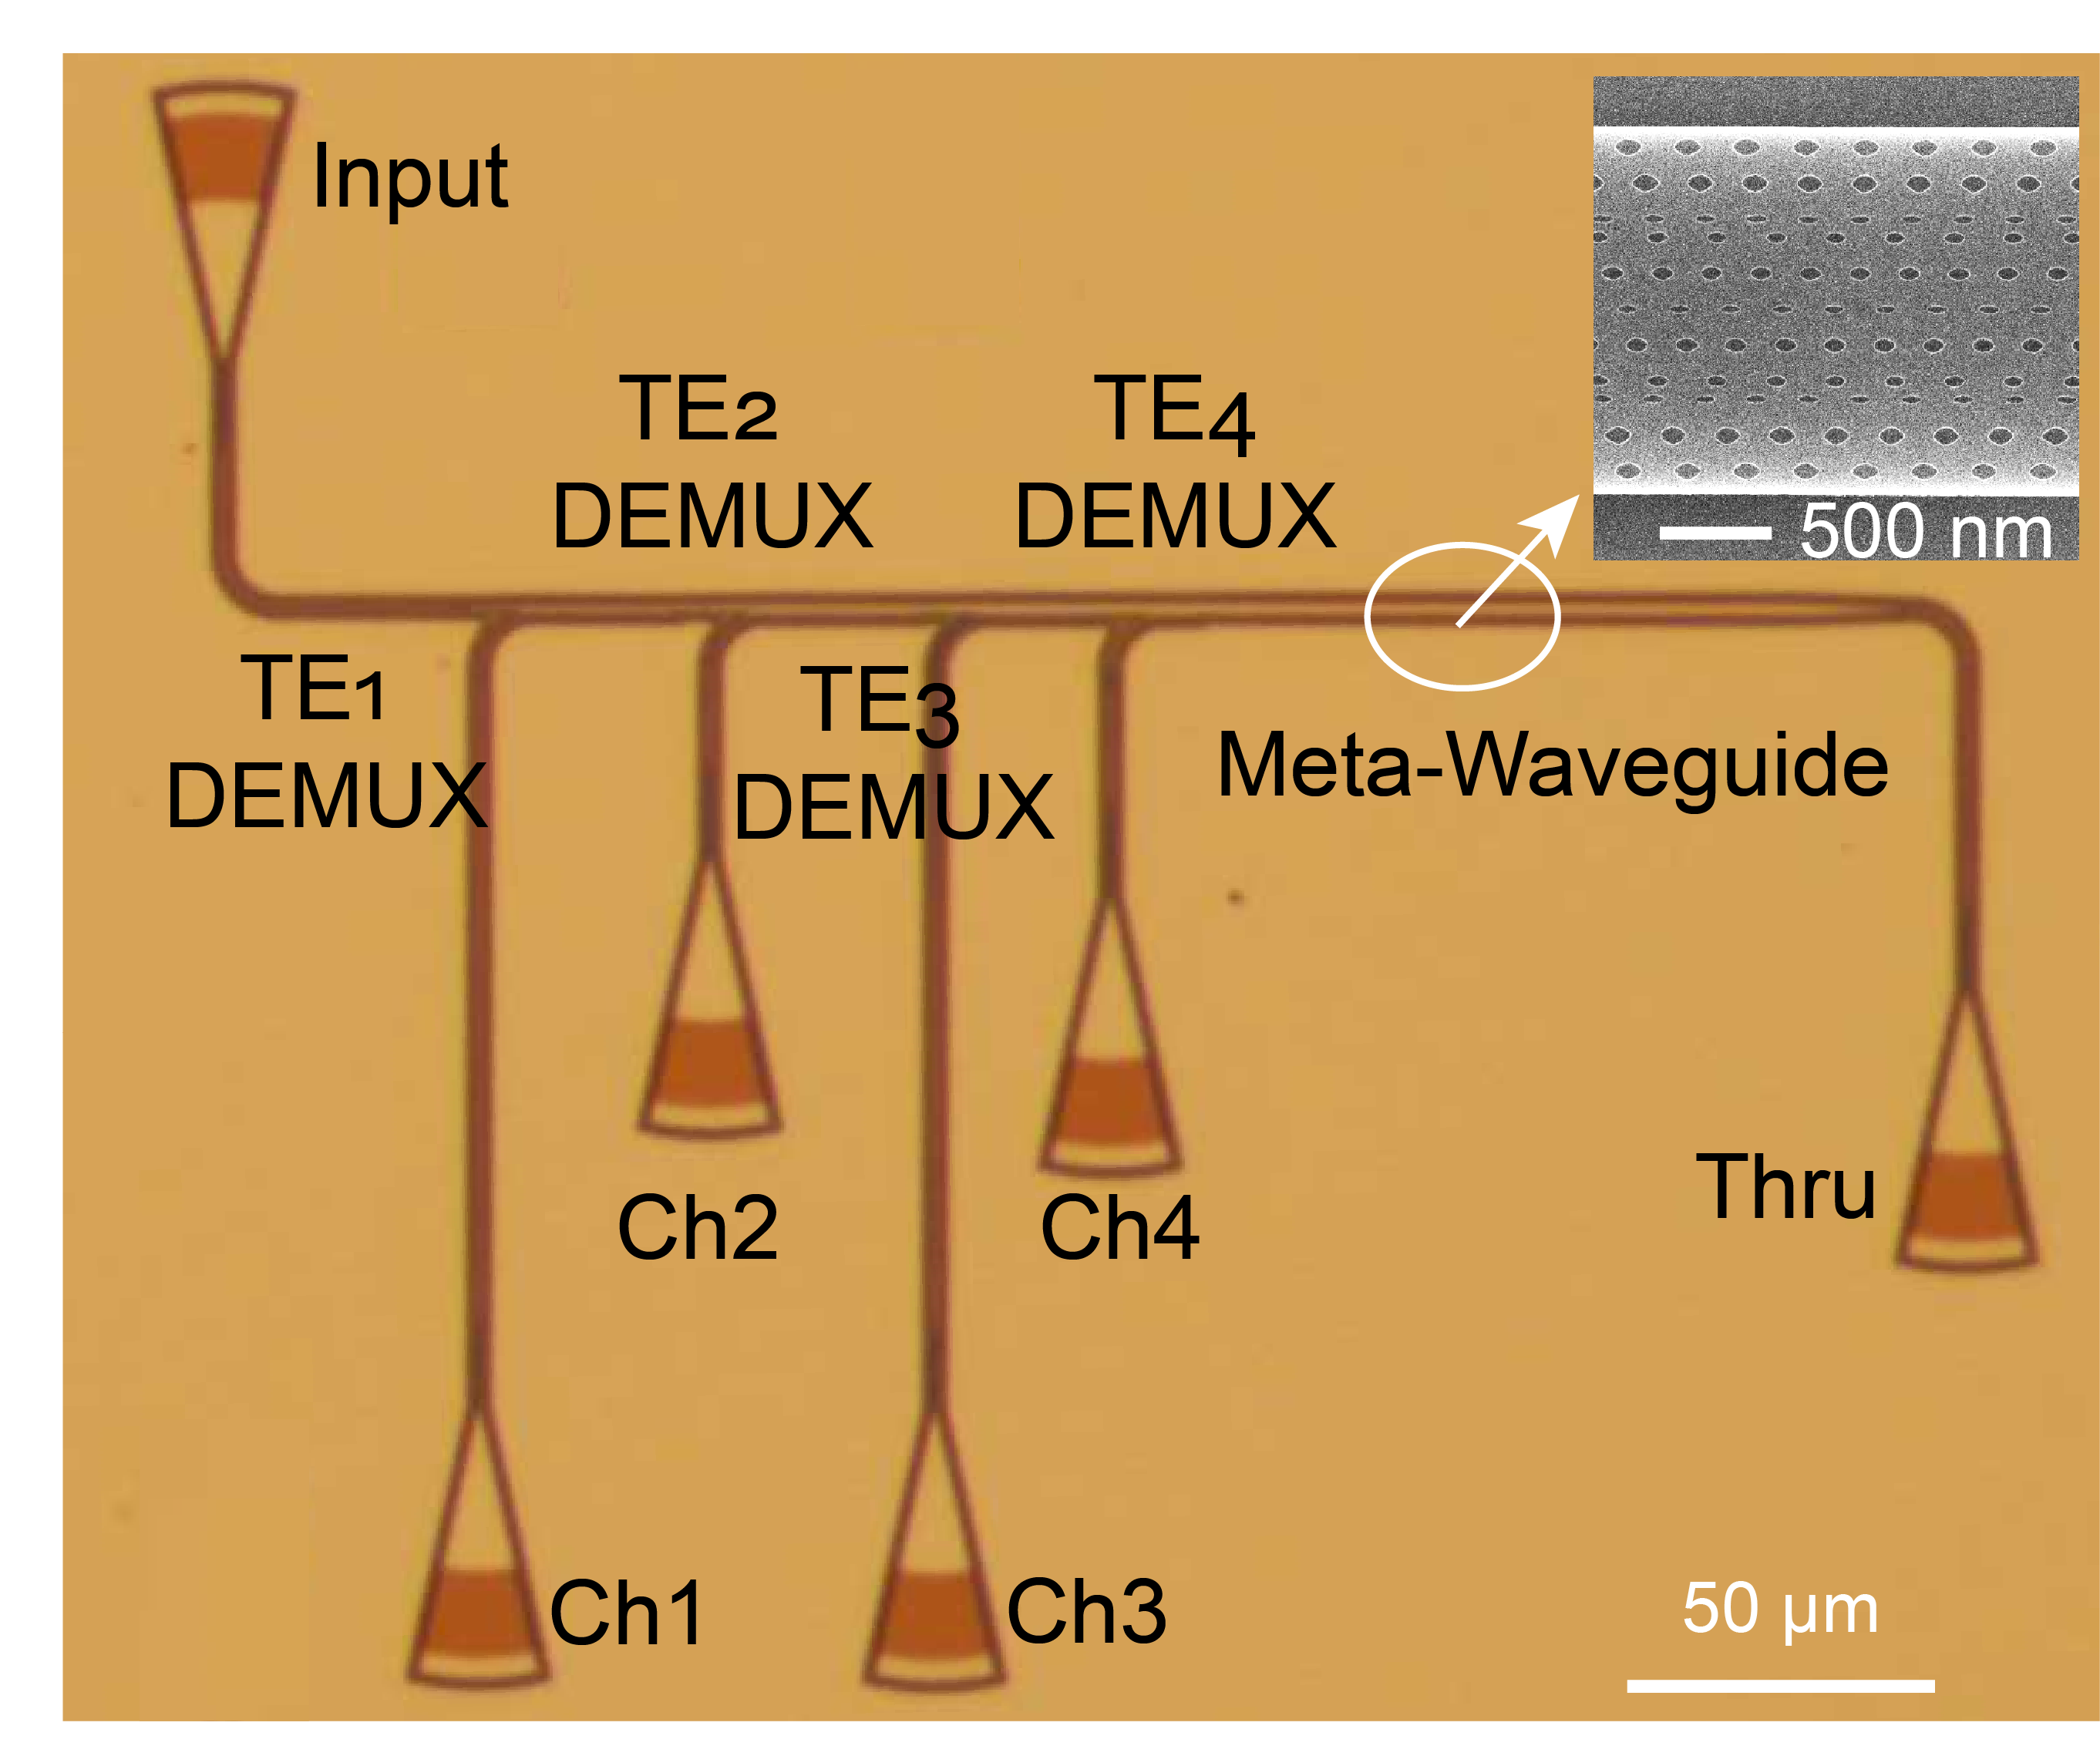 Input
500 nm
TE2
DEMUX
TE4
DEMUX
TE1
DEMUX
TE3
DEMUX
Meta-Waveguide
Thru
Ch2
Ch4
Ch1
Ch3
50 µm